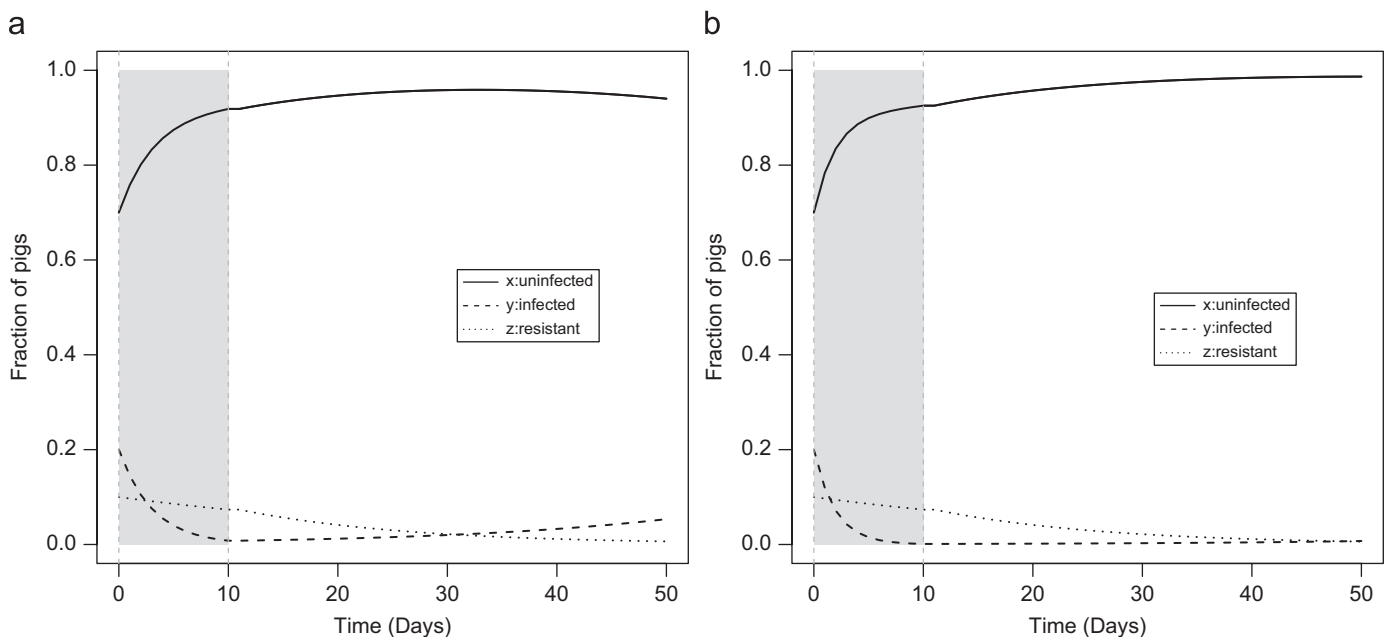 a
Fraction of pigs
1.0
0.8
0.6
0.4
0.2
0.0
x:uninfected
y:infected
z:resistant
0 10 20 30 40 50
Time (Days)
b
Fraction of pigs
1.0
0.8
0.6
0.4
0.2
0.0
x:uninfected
y:infected
z:resistant
0 10 20 30 40 50
Time (Days)